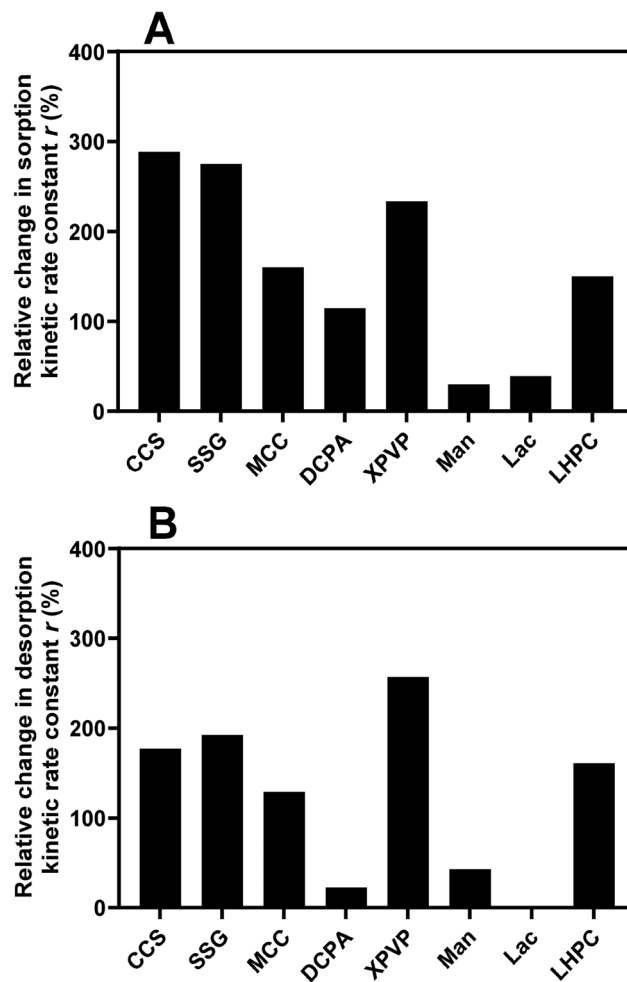 A
Relative change in sorption
kinetic rate constant r (%)
400
300
200
100
0
CCS
SSG
MCC
DCPA
XPVP
Man
Lac
LHPC
B
Relative change in desorption
kinetic rate constant r (%)
400
300
200
100
0
CCS
SSG
MCC
DCPA
XPVP
Man
Lac
LHPC